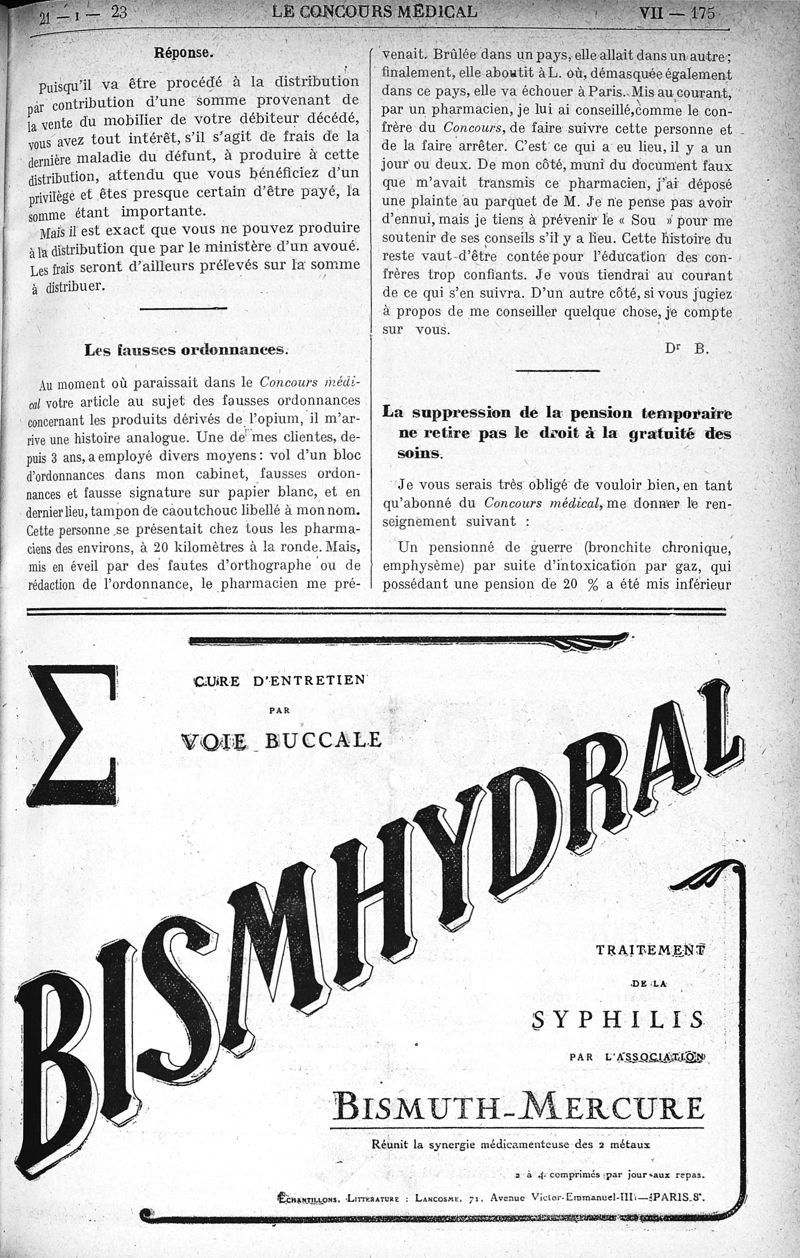 21 — I — 23
LE CONCOURS MÉDICAL
VII — 175
Réponse.
Puisqu'il va être procédé à la distribution
par contribution d'une somme provenant de
la vente du mobilier de votre débiteur décédé,
vous avez tout intérêt, s'il s'agit de frais de la
dernière maladie du défunt, à produire à cette
distribution, attendu que vous bénéficiez d'un
privilège et êtes presque certain d'être payé, la
somme étant importante.
Mais il est exact que vous ne pouvez produire
à la distribution que par le ministère d'un avoué.
Les frais seront d'ailleurs prélevés sur la somme
à distribuer.
Les fausses ordonnances.
Au moment où paraissait dans le Concours médi-
cal votre article au sujet des fausses ordonnances
concernant les produits dérivés de l'opium, il m'ar-
rive une histoire analogue. Une de mes clientes, de-
puis 3 ans, a employé divers moyens : vol d'un bloc
d'ordonnances dans mon cabinet, fausses ordon-
nances et fausse signature sur papier blanc, et en
dernier lieu, tampon de caoutchouc libellé à mon nom.
Cette personne se présentait chez tous les pharma-
ciens des environs, à 20 kilomètres à la ronde. Mais,
mis en éveil par des fautes d'orthographe ou de
rédaction de l'ordonnance, le pharmacien me pré-
venait. Brûlée dans un pays, elle allait dans un autre ;
finalement, elle aboutit à L. où, démasquée également
dans ce pays, elle va échouer à Paris. Mis au courant,
par un pharmacien, je lui ai conseillé, comme le con-
frère du Concours, de faire suivre cette personne et
de la faire arrêter. C'est ce qui a eu lieu, il y a un
jour ou deux. De mon côté, muni du document faux
que m'avait transmis ce pharmacien, j'ai déposé
une plainte au parquet de M. Je ne pense pas avoir
d'ennui, mais je tiens à prévenir le « Sou » pour me
soutenir de ses conseils s'il y a lieu. Cette histoire du
reste vaut d'être contée pour l'éducation des con-
frères trop confiants. Je vous tiendrai au courant
de ce qui s'en suivra. D'un autre côté, si vous jugiez
à propos de me conseiller quelque chose, je compte
sur vous.
Dr B.
La suppression de la pension temporaire
ne retire pas le droit à la gratuité des
soins.
Je vous serais très obligé de vouloir bien, en tant
qu'abonné du Concours médical, me donner le ren-
seignement suivant :
Un pensionné de guerre (bronchite chronique,
emphysème) par suite d'intoxication par gaz, qui
possédant une pension de 20 % a été mis inférieur
Σ
CURE D'ENTRETIEN
PAR
VOIE BUCCALE
BISMHYDRAL
TRAITEMENT
DE LA
SYPHILIS
PAR L'ASSOCIATION
BISMUTH-MERCURE
Réunit la synergie médicamenteuse des 2 métaux
2 à 4 comprimés par jour aux repas.
ÉCHANTILLONS, LITTÉRATURE : LANCOSME, 71, Avenue Victor-Emmanuel-III — PARIS. 8e.